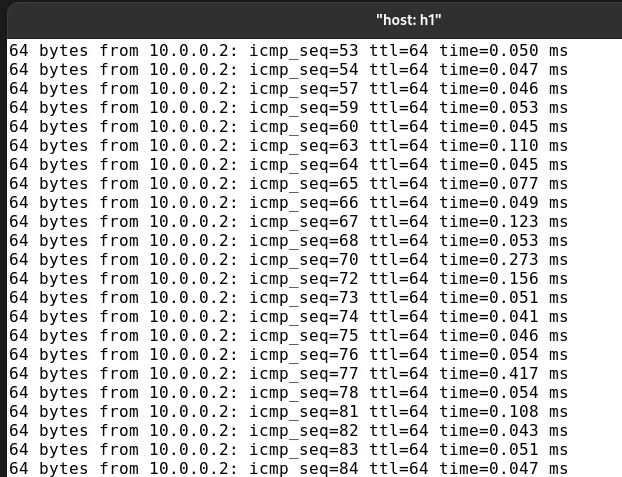 "host: h1"
64 bytes from 10.0.0.2: icmp_seq=53 ttl=64 time=0.050 ms
64 bytes from 10.0.0.2: icmp_seq=54 ttl=64 time=0.047 ms
64 bytes from 10.0.0.2: icmp_seq=57 ttl=64 time=0.046 ms
64 bytes from 10.0.0.2: icmp_seq=59 ttl=64 time=0.053 ms
64 bytes from 10.0.0.2: icmp_seq=60 ttl=64 time=0.045 ms
64 bytes from 10.0.0.2: icmp_seq=63 ttl=64 time=0.110 ms
64 bytes from 10.0.0.2: icmp_seq=64 ttl=64 time=0.045 ms
64 bytes from 10.0.0.2: icmp_seq=65 ttl=64 time=0.077 ms
64 bytes from 10.0.0.2: icmp_seq=66 ttl=64 time=0.049 ms
64 bytes from 10.0.0.2: icmp_seq=67 ttl=64 time=0.123 ms
64 bytes from 10.0.0.2: icmp_seq=68 ttl=64 time=0.053 ms
64 bytes from 10.0.0.2: icmp_seq=70 ttl=64 time=0.273 ms
64 bytes from 10.0.0.2: icmp_seq=72 ttl=64 time=0.156 ms
64 bytes from 10.0.0.2: icmp_seq=73 ttl=64 time=0.051 ms
64 bytes from 10.0.0.2: icmp_seq=74 ttl=64 time=0.041 ms
64 bytes from 10.0.0.2: icmp_seq=75 ttl=64 time=0.046 ms
64 bytes from 10.0.0.2: icmp_seq=76 ttl=64 time=0.054 ms
64 bytes from 10.0.0.2: icmp_seq=77 ttl=64 time=0.417 ms
64 bytes from 10.0.0.2: icmp_seq=78 ttl=64 time=0.054 ms
64 bytes from 10.0.0.2: icmp_seq=81 ttl=64 time=0.108 ms
64 bytes from 10.0.0.2: icmp_seq=82 ttl=64 time=0.043 ms
64 bytes from 10.0.0.2: icmp_seq=83 ttl=64 time=0.051 ms
64 bytes from 10.0.0.2: icmp_seq=84 ttl=64 time=0.047 ms